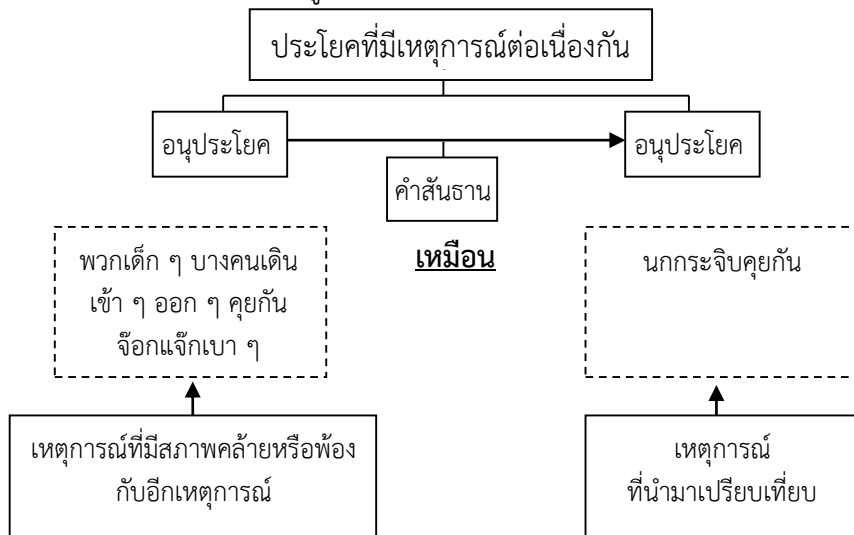 ประโยคที่มีเหตุการณ์ต่อเนื่องกัน
อนุประโยค
อนุประโยค
คำสันธาน
เหมือน
พวกเด็ก ๆ บางคนเดิน
เข้า ๆ ออก ๆ คุยกัน
จ๊อกแจ๊กเบา ๆ
นกกระจิบคุยกัน
เหตุการณ์ที่มีสภาพคล้ายหรือพ้อง
กับอีกเหตุการณ์
เหตุการณ์
ที่นำมาเปรียบเทียบ